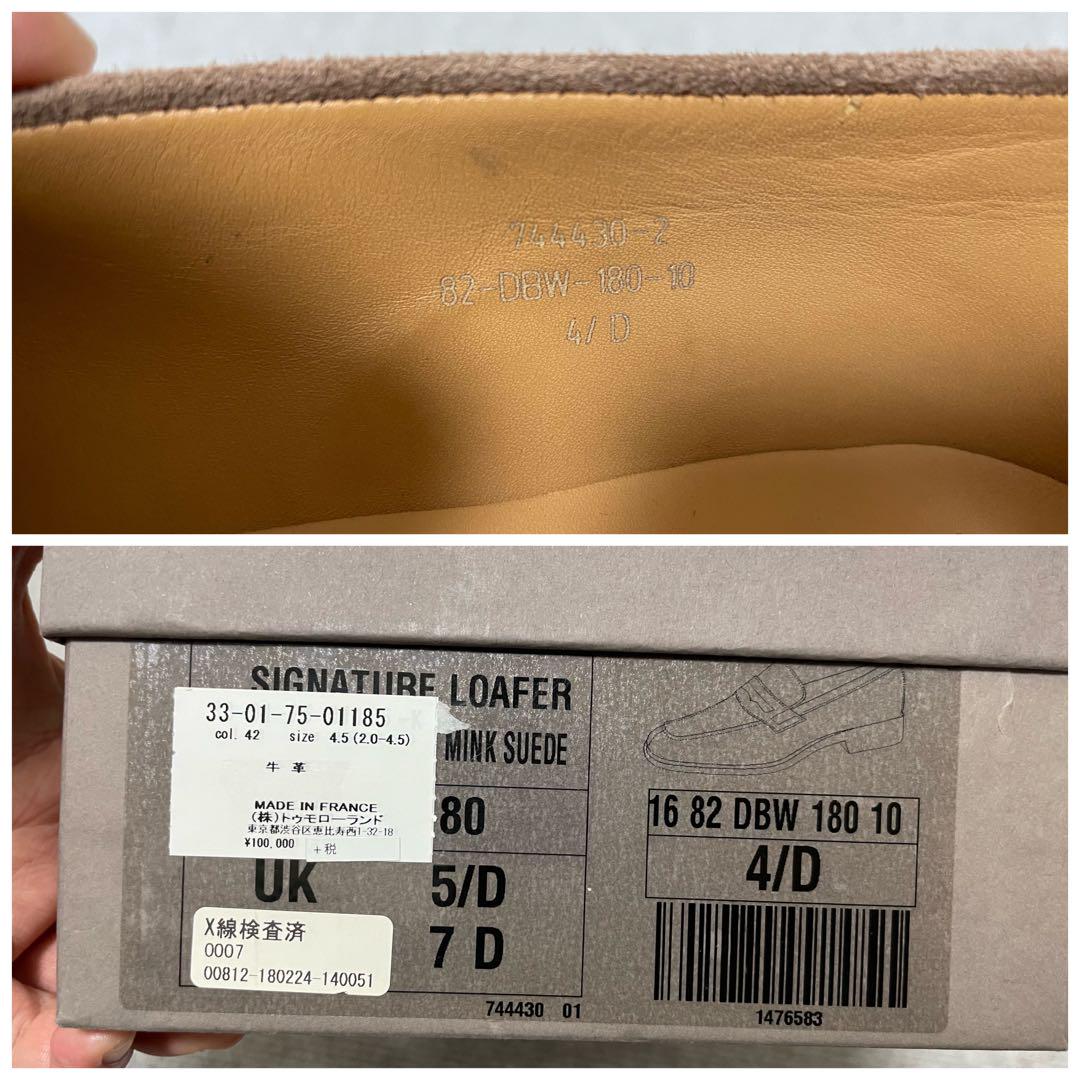 744430-2
82-DBW-180-10
4/ D
SIGNATURE LOAFER
MINK SUEDE
33-01-75-01185
col. 42 size 4.5 (2.0-4.5)
牛 革
MADE IN FRANCE
(株)トゥモローランド
東京都渋谷区恵比寿西1-32-18
¥100,000 +税
80
UK 5/D
7 D
X線検査済
0007
00812-180224-140051
744430 01
16 82 DBW 180 10
4/D
1476583